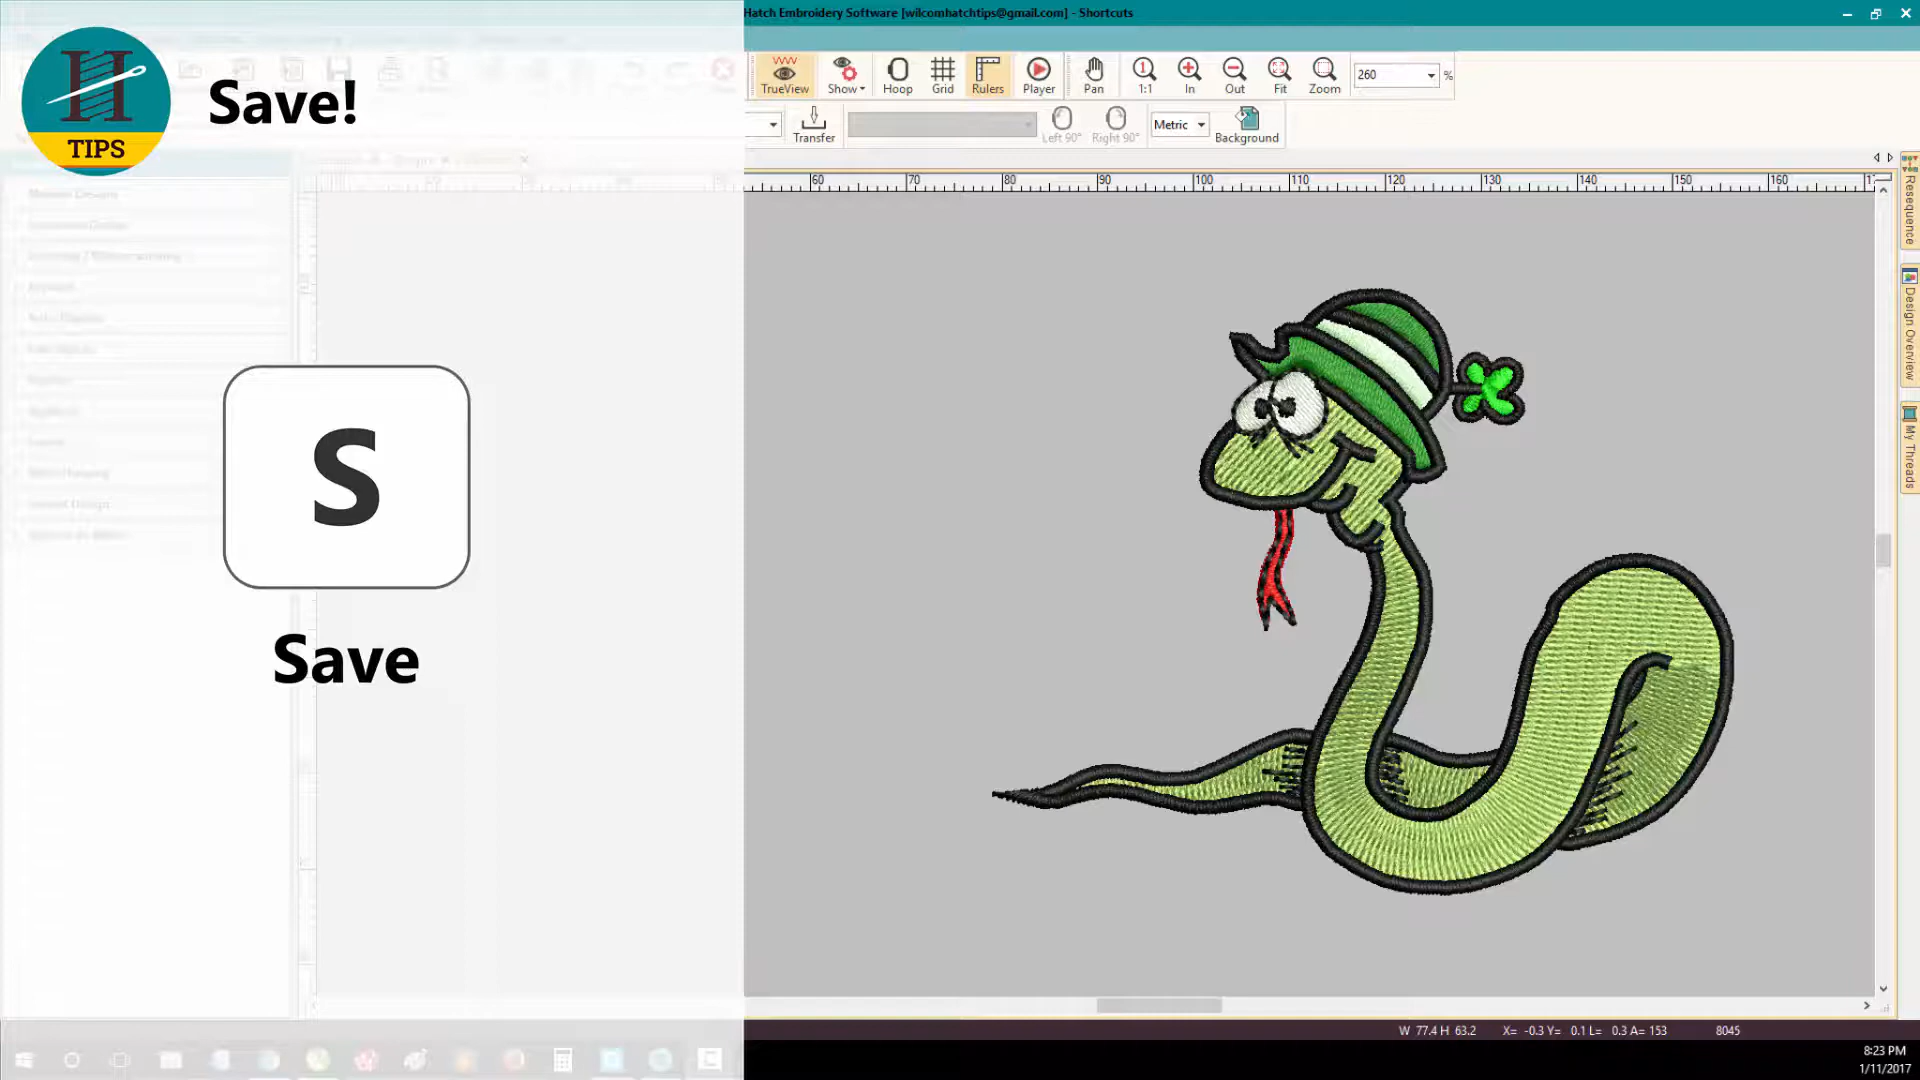 Hatch Embroidery Software [wilcomhatchtips@gmail.com] - Shortcuts
H
TIPS
Save!
TrueView
Show
Hoop
Grid
Rulers
Player
Pan
1:1
In
Out
Fit
Zoom
260
%
Transfer
Left 90°
Right 90°
Metric
Background
60 70 80 90 100 110 120 130 140 150 160
Resequence
Design Overview
My Threads
S
Save
W 77.4 H 63.2 X= -0.3 Y= 0.1 L= 0.3 A= 153 8045
8:23 PM
1/11/2017